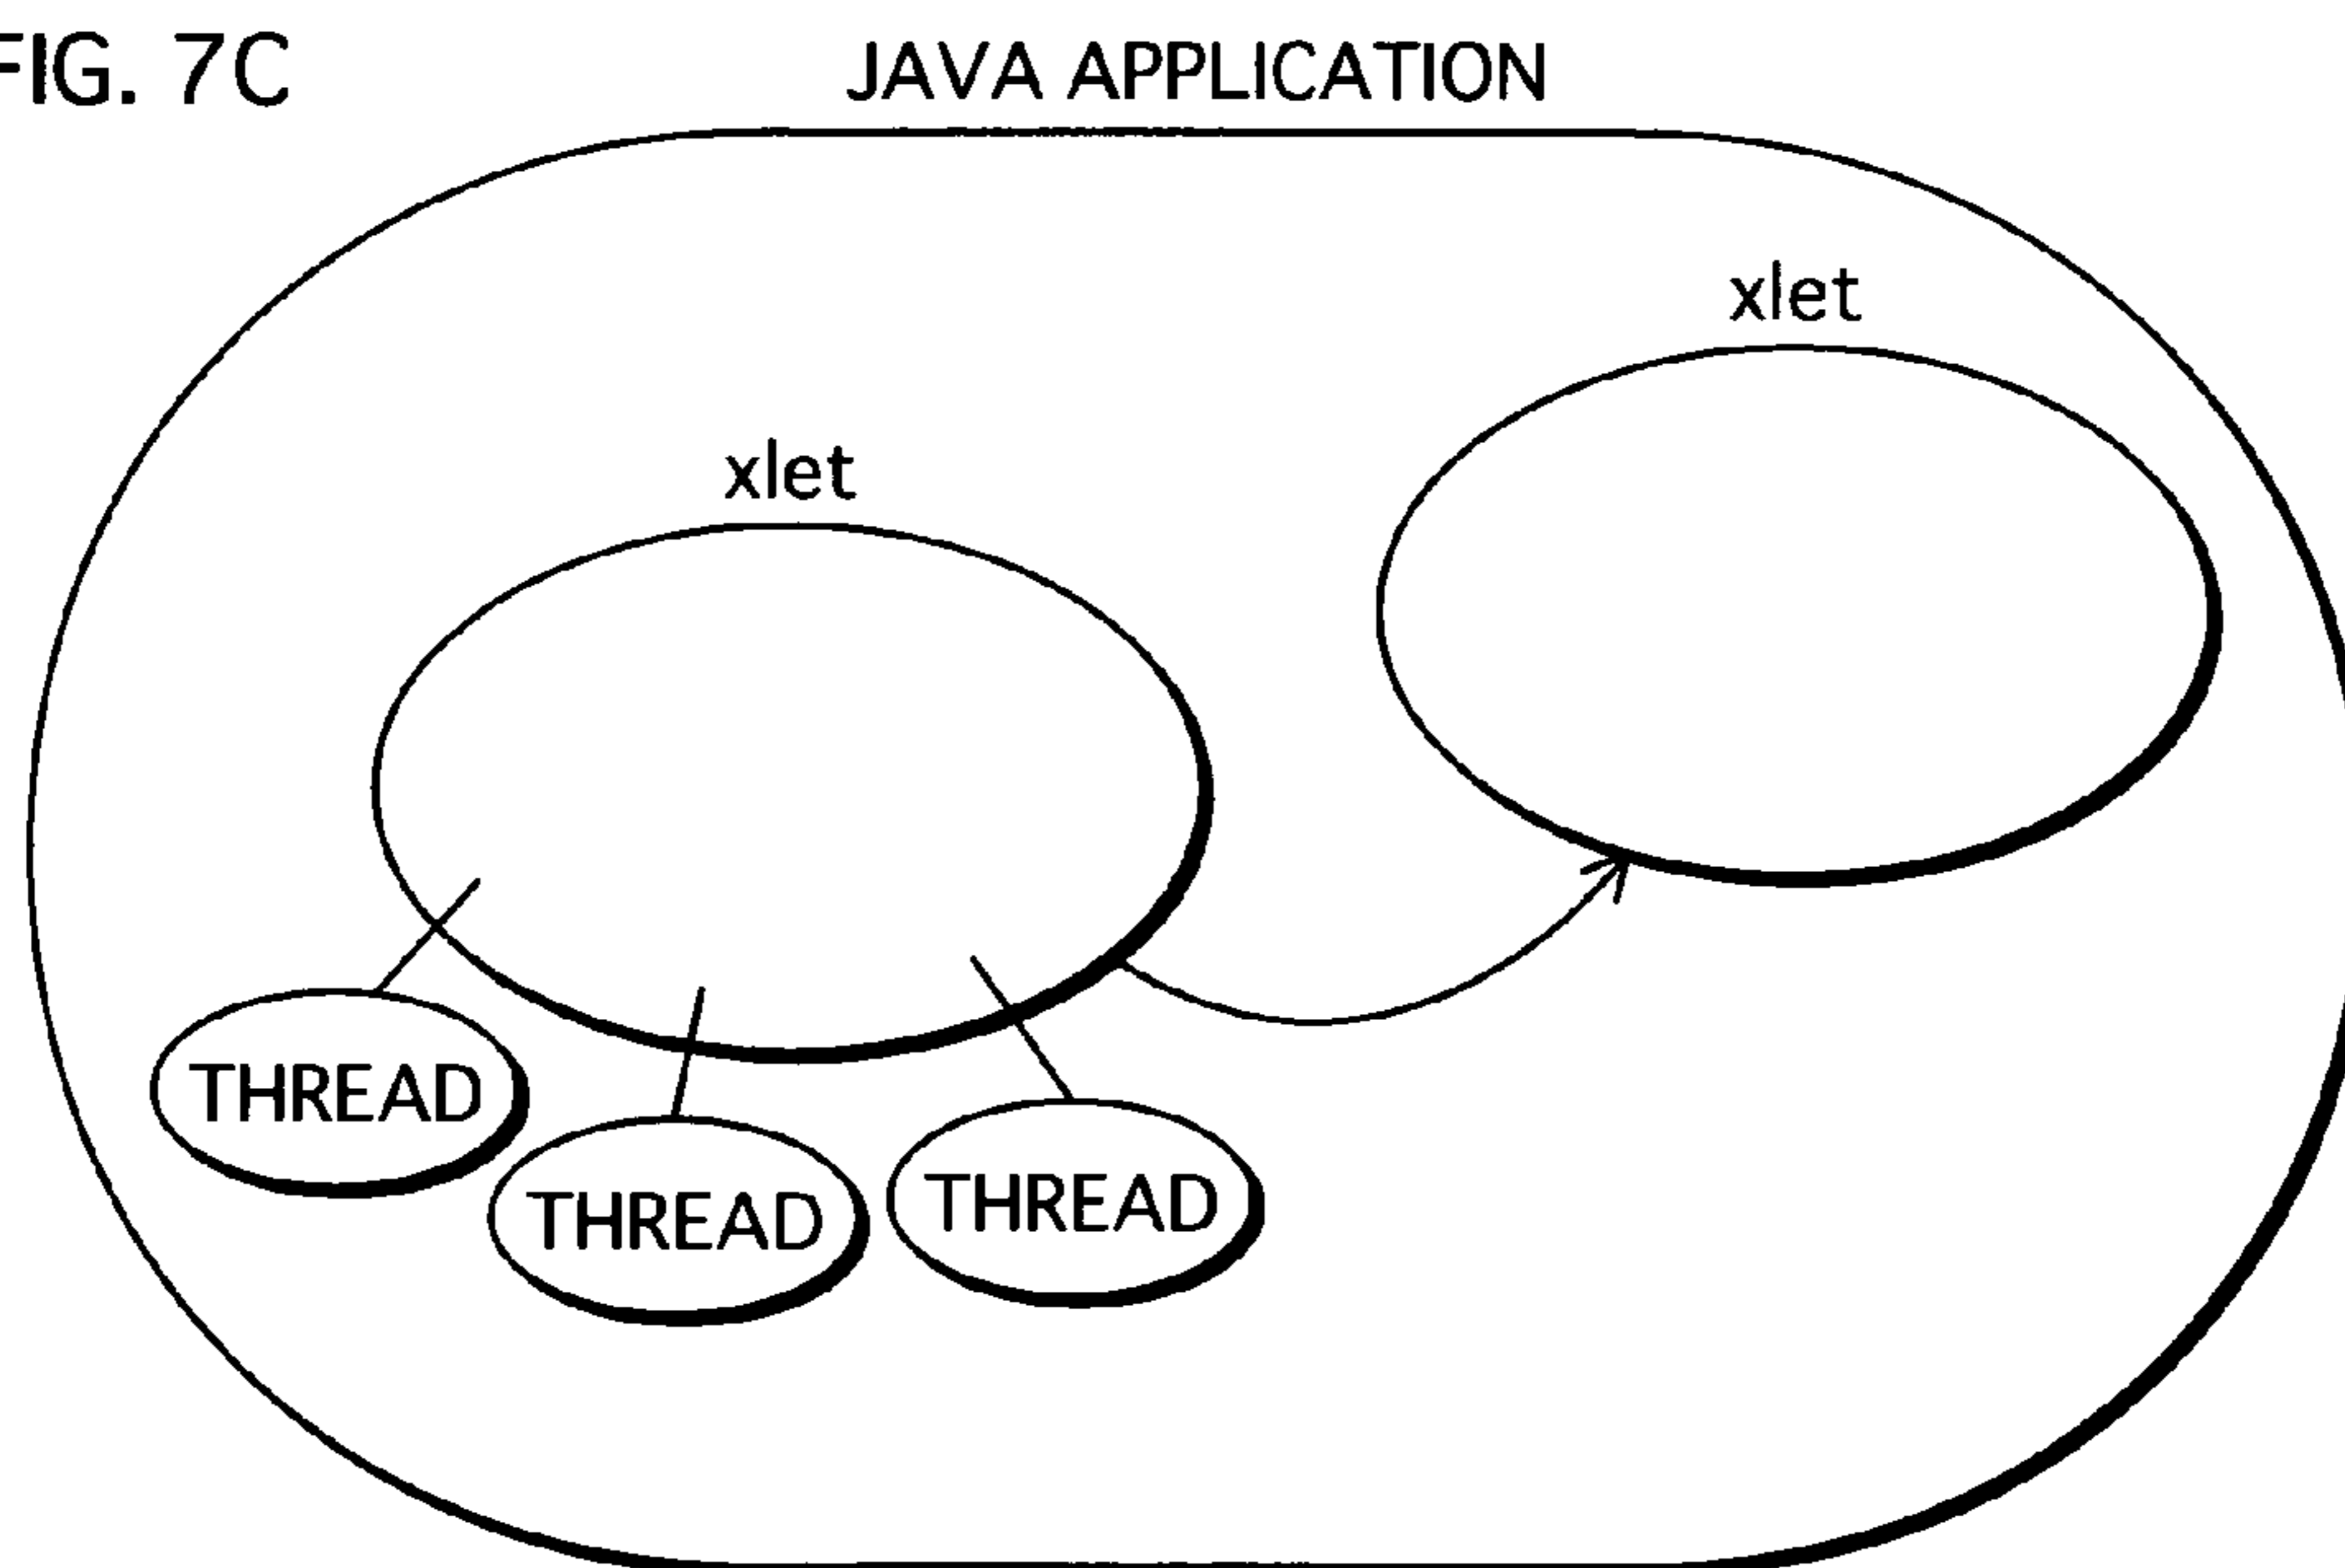 FIG. 7C
JAVA APPLICATION
xlet
xlet
THREAD
THREAD
THREAD